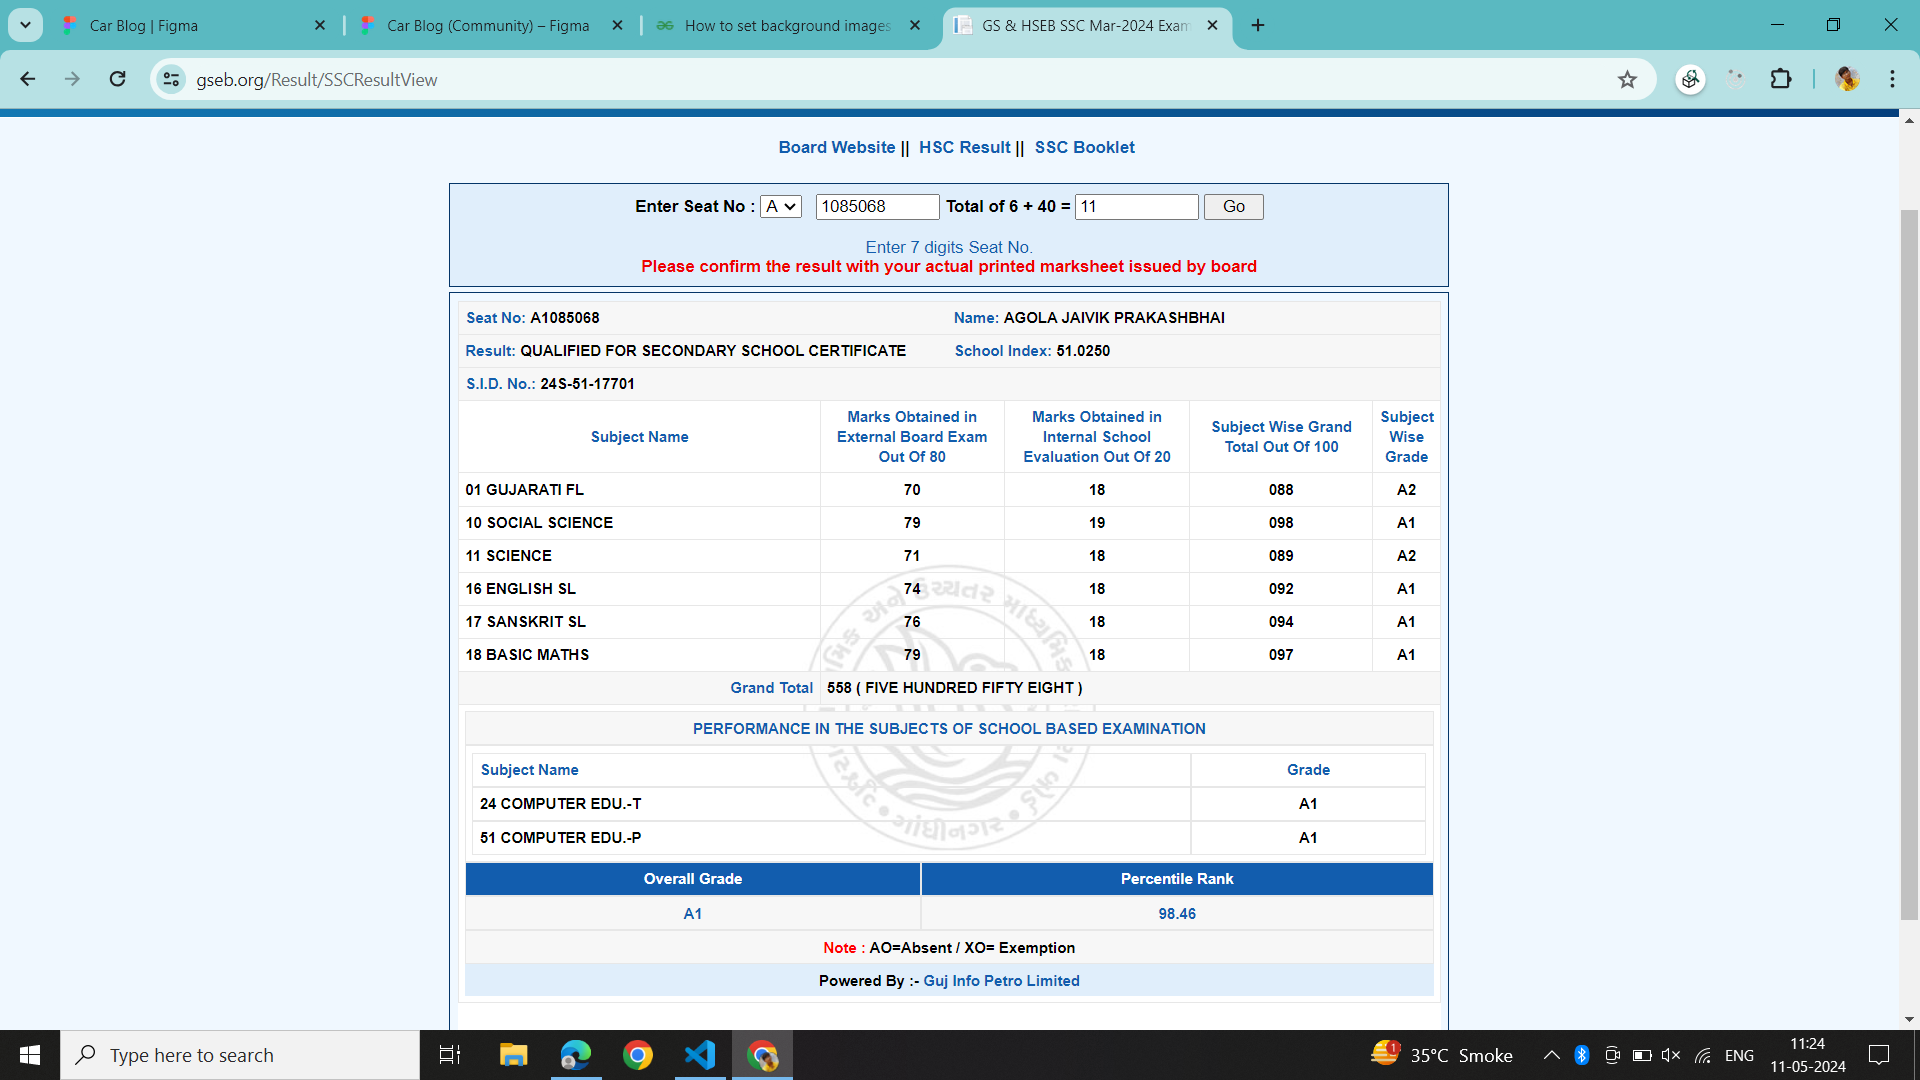 Car Blog | Figma
Car Blog (Community) – Figma
How to set background images
GS & HSEB SSC Mar-2024 Exam
gseb.org/Result/SSCResultView
Board Website || HSC Result || SSC Booklet
Enter Seat No : A 1085068 Total of 6 + 40 = 11 Go
Enter 7 digits Seat No.
Please confirm the result with your actual printed marksheet issued by board
Seat No: A1085068 Name: AGOLA JAIVIK PRAKASHBHAI
Result: QUALIFIED FOR SECONDARY SCHOOL CERTIFICATE School Index: 51.0250
S.I.D. No.: 24S-51-17701
Subject Name
Marks Obtained in
External Board Exam
Out Of 80
Marks Obtained in
Internal School
Evaluation Out Of 20
Subject Wise Grand
Total Out Of 100
Subject
Wise
Grade
01 GUJARATI FL 70 18 088 A2
10 SOCIAL SCIENCE 79 19 098 A1
11 SCIENCE 71 18 089 A2
16 ENGLISH SL 74 18 092 A1
17 SANSKRIT SL 76 18 094 A1
18 BASIC MATHS 79 18 097 A1
Grand Total 558 ( FIVE HUNDRED FIFTY EIGHT )
PERFORMANCE IN THE SUBJECTS OF SCHOOL BASED EXAMINATION
Subject Name Grade
24 COMPUTER EDU.-T A1
51 COMPUTER EDU.-P A1
અને ઉચ્ચતર માધ્યમિક
ગાંધીનગર
Overall Grade Percentile Rank
A1 98.46
Note : AO=Absent / XO= Exemption
Powered By :- Guj Info Petro Limited
Type here to search
1
35°C Smoke
ENG
11:24
11-05-2024